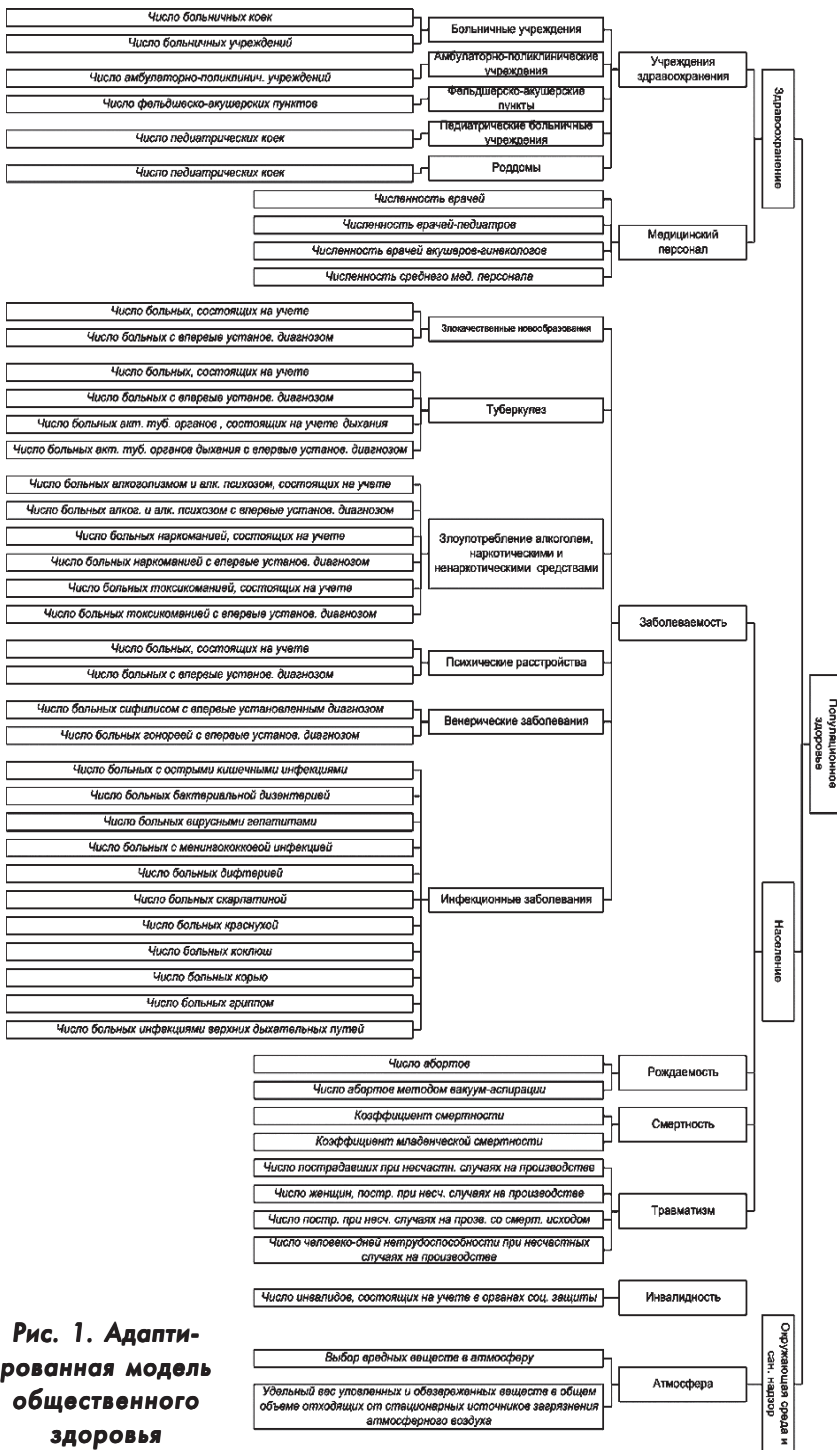 Число больничных коек
Число больничных учреждений
Больничные учреждения
Число амбулаторно-поликлинич. учреждений
Амбулаторно-поликлинические
учреждения
Число фельдшеско-акушерских пунктов
Фельдшерско-акушерские
пункты
Число педиатрических коек
Педиатрические больничные
учреждения
Число педиатрических коек
Роддомы
Учреждения
здравоохранения
Численность врачей
Численность врачей-педиатров
Численность врачей акушеров-гинекологов
Численность среднего мед. персонала
Медицинский
персонал
Здравоохранение
Число больных, состоящих на учете
Число больных с впервые установ. диагнозом
Злокачественные новообразования
Число больных, состоящих на учете
Число больных с впервые установ. диагнозом
Число больных акт. туб. органов , состоящих на учете дыхания
Число больных акт. туб. органов дыхания с впервые установ. диагнозом
Туберкулез
Число больных алкоголизмом и алк. психозом, состоящих на учете
Число больных алког. и алк. психозом с впервые установ. диагнозом
Число больных наркоманией, состоящих на учете
Число больных наркоманией с впервые установ. диагнозом
Число больных токсикоманией, состоящих на учете
Число больных токсикоманией с впервые установ. диагнозом
Злоупотребление алкоголем,
наркотическими и
ненаркотическими средствами
Число больных, состоящих на учете
Число больных с впервые установ. диагнозом
Психические расстройства
Число больных сифилисом с впервые установленным диагнозом
Число больных гонореей с впервые установ. диагнозом
Венерические заболевания
Число больных с острыми кишечными инфекциями
Число больных бактериальной дизентерией
Число больных вирусными гепатитами
Число больных с менингококковой инфекцией
Число больных дифтерией
Число больных скарлатиной
Число больных краснухой
Число больных коклюш
Число больных корью
Число больных гриппом
Число больных инфекциями верхних дыхательных путей
Инфекционные заболевания
Заболеваемость
Число абортов
Число абортов методом вакуум-аспирации
Рождаемость
Коэффициент смертности
Коэффициент младенческой смертности
Смертность
Число пострадавших при несчастн. случаях на производстве
Число женщин, постр. при несч. случаях на производстве
Число постр. при несч. случаях на прозв. со смерт. исходом
Число человеко-дней нетрудоспособности при несчастных
случаях на производстве
Травматизм
Число инвалидов, состоящих на учете в органах соц. защиты
Инвалидность
Население
Выбор вредных веществ в атмосферу
Удельный вес уловленных и обезвреженных веществ в общем
объеме отходящих от стационарных источников загрязнения
атмосферного воздуха
Атмосфера
Окружающая среда и
сан. надзор
Популяционное
здоровье
Рис. 1. Адапти-
рованная модель
общественного
здоровья